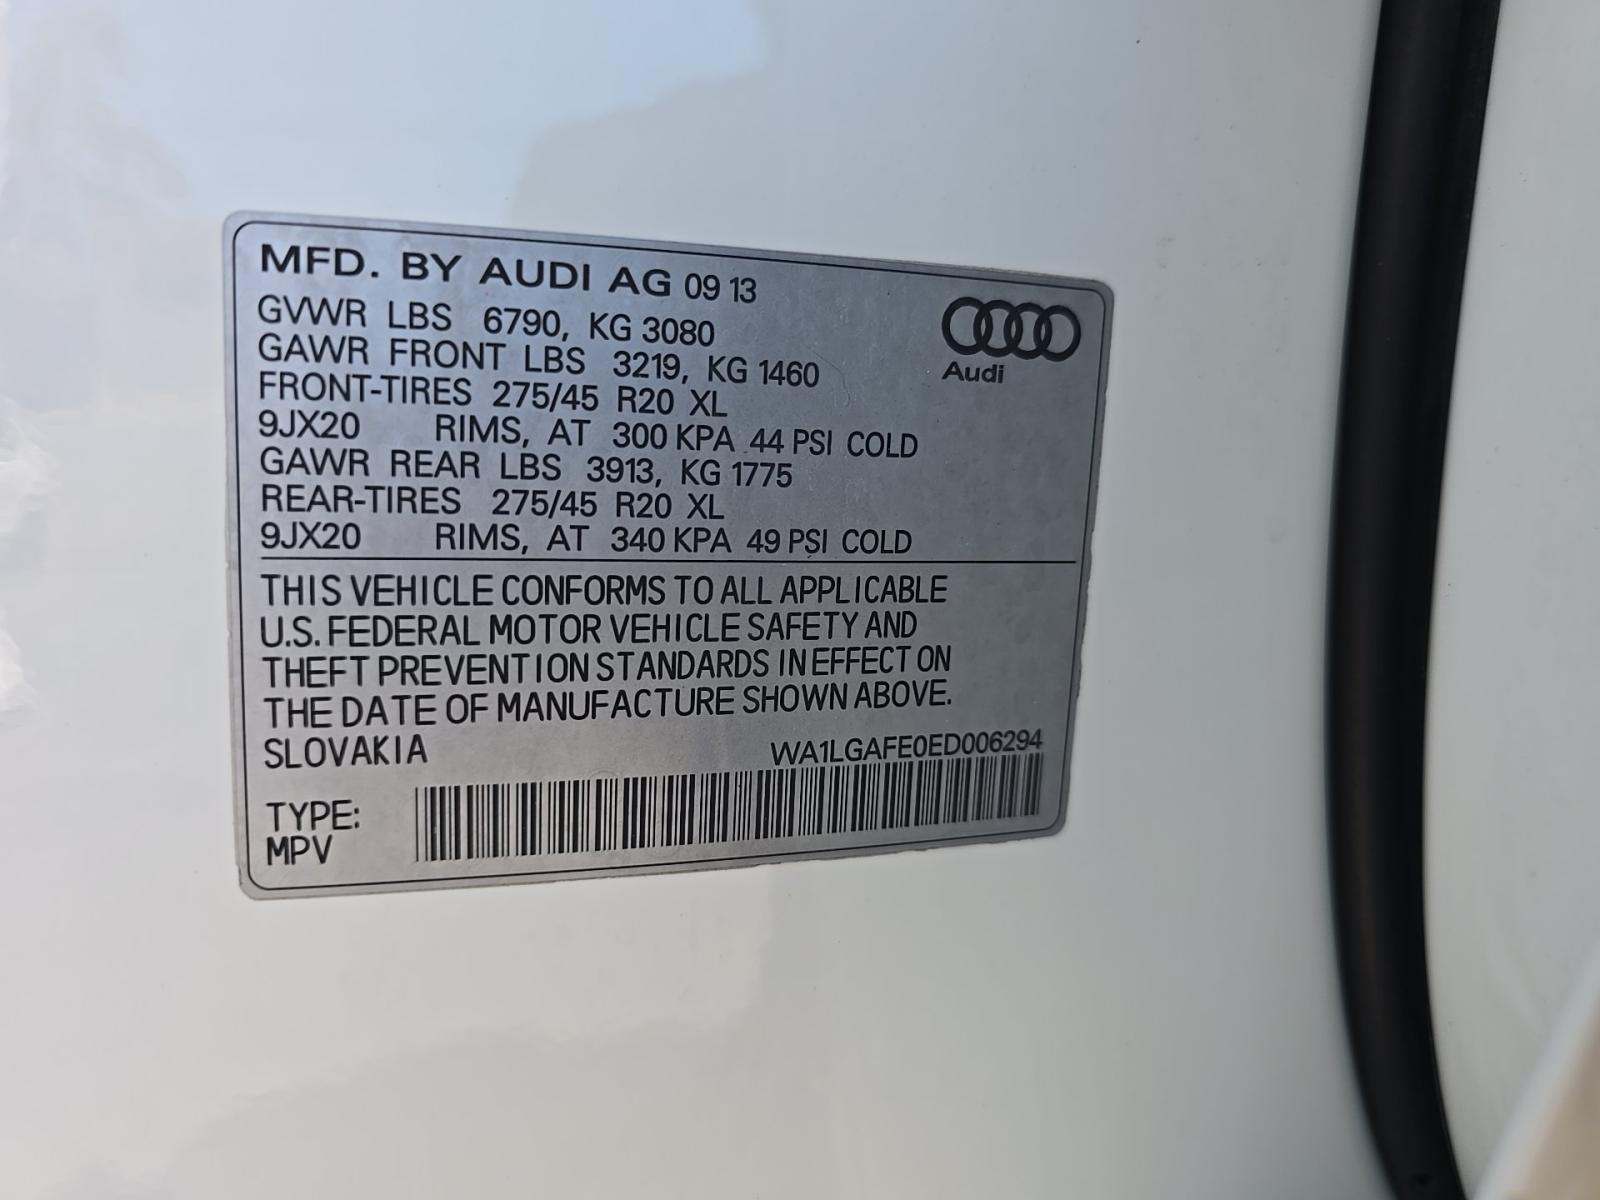 MFD. BY AUDI AG 09 13
GVWR LBS 6790, KG 3080
GAWR FRONT LBS 3219, KG 1460
FRONT-TIRES 275/45 R20 XL
9JX20 RIMS, AT 300 KPA 44 PSI COLD
GAWR REAR LBS 3913, KG 1775
REAR-TIRES 275/45 R20 XL
9JX20 RIMS, AT 340 KPA 49 PSI COLD
Audi
THIS VEHICLE CONFORMS TO ALL APPLICABLE
U.S. FEDERAL MOTOR VEHICLE SAFETY AND
THEFT PREVENTION STANDARDS IN EFFECT ON
THE DATE OF MANUFACTURE SHOWN ABOVE.
SLOVAKIA WA1LGAFE0ED006294
TYPE:
MPV